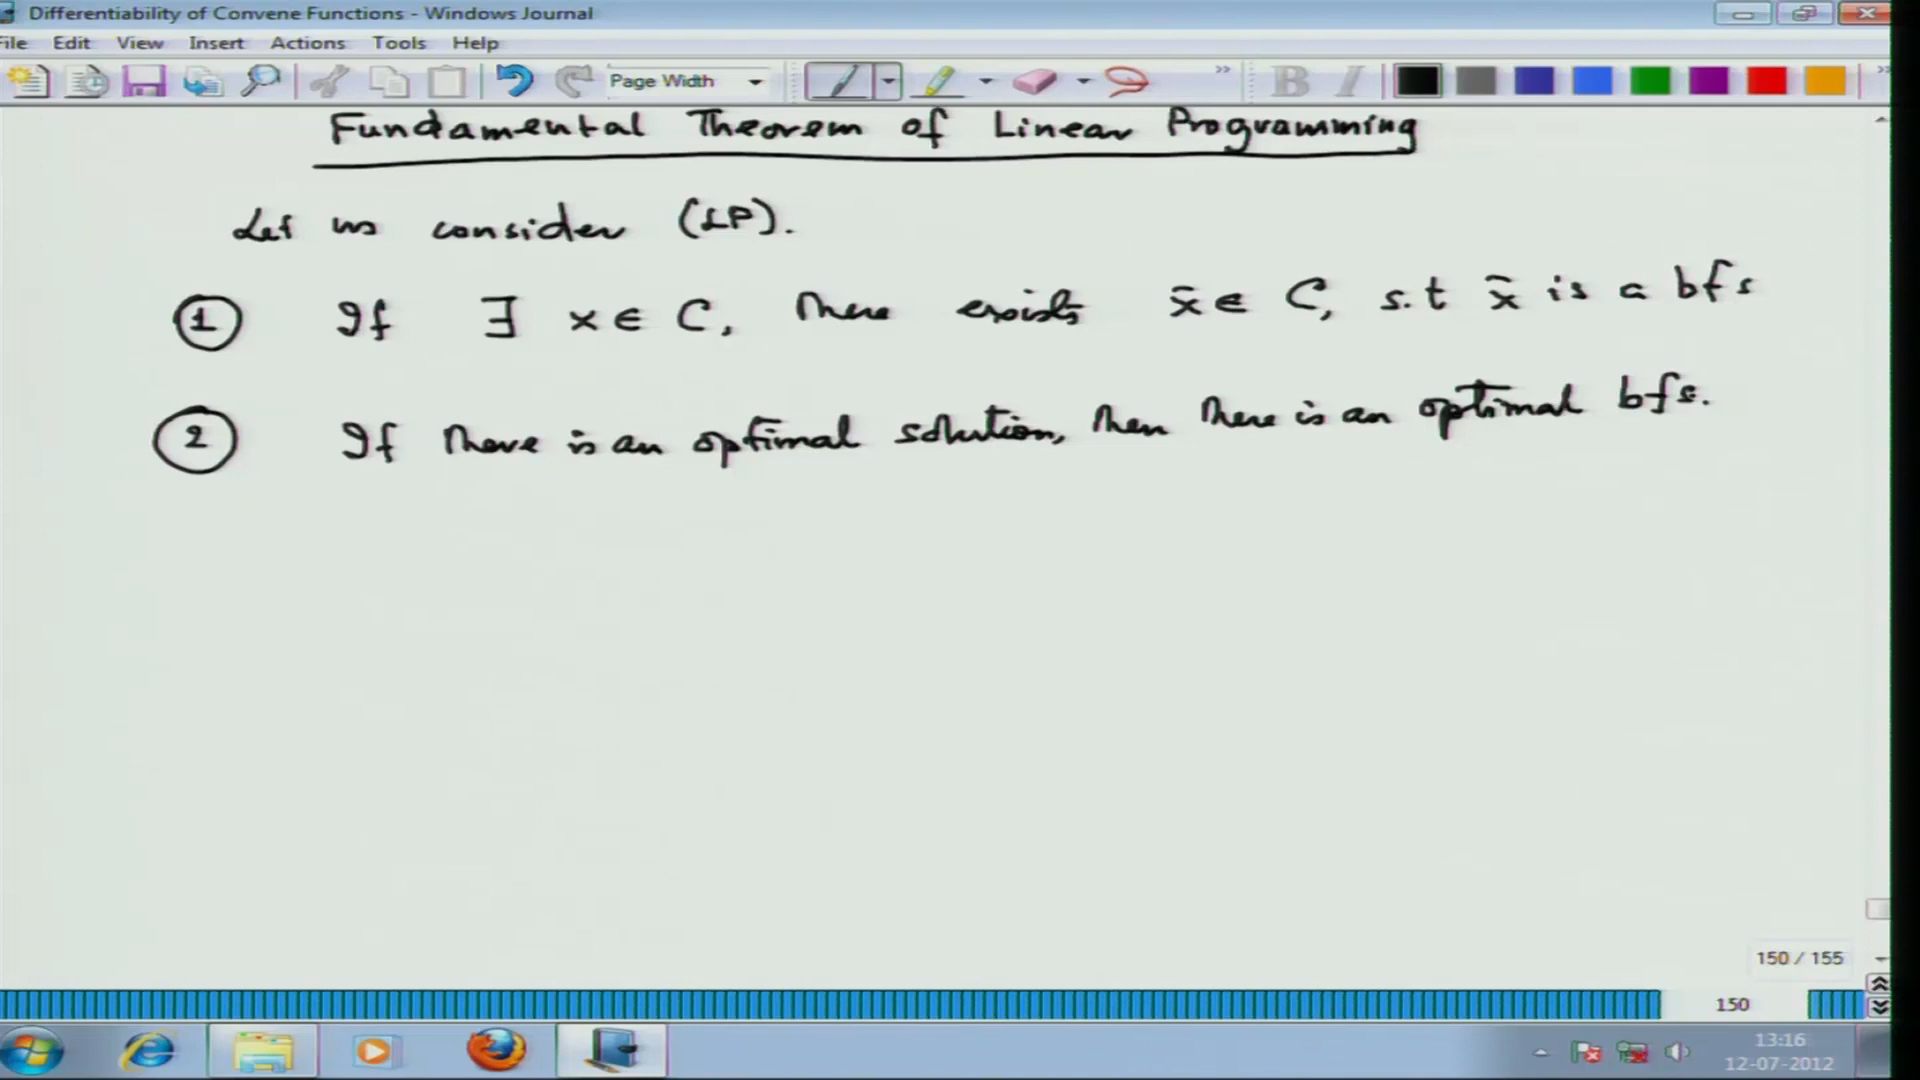 Differentiability of Convene Functions - Windows Journal
File Edit View Insert Actions Tools Help
Page Width
B I
Fundamental Theorem of Linear Programming
Let us consider (LP).
1 If ∃ x ∈ C, there exists x̄ ∈ C, s.t x̄ is a bfs
2 If there is an optimal solution, then there is an optimal bfs.
150 / 155
150
13:16
12-07-2012